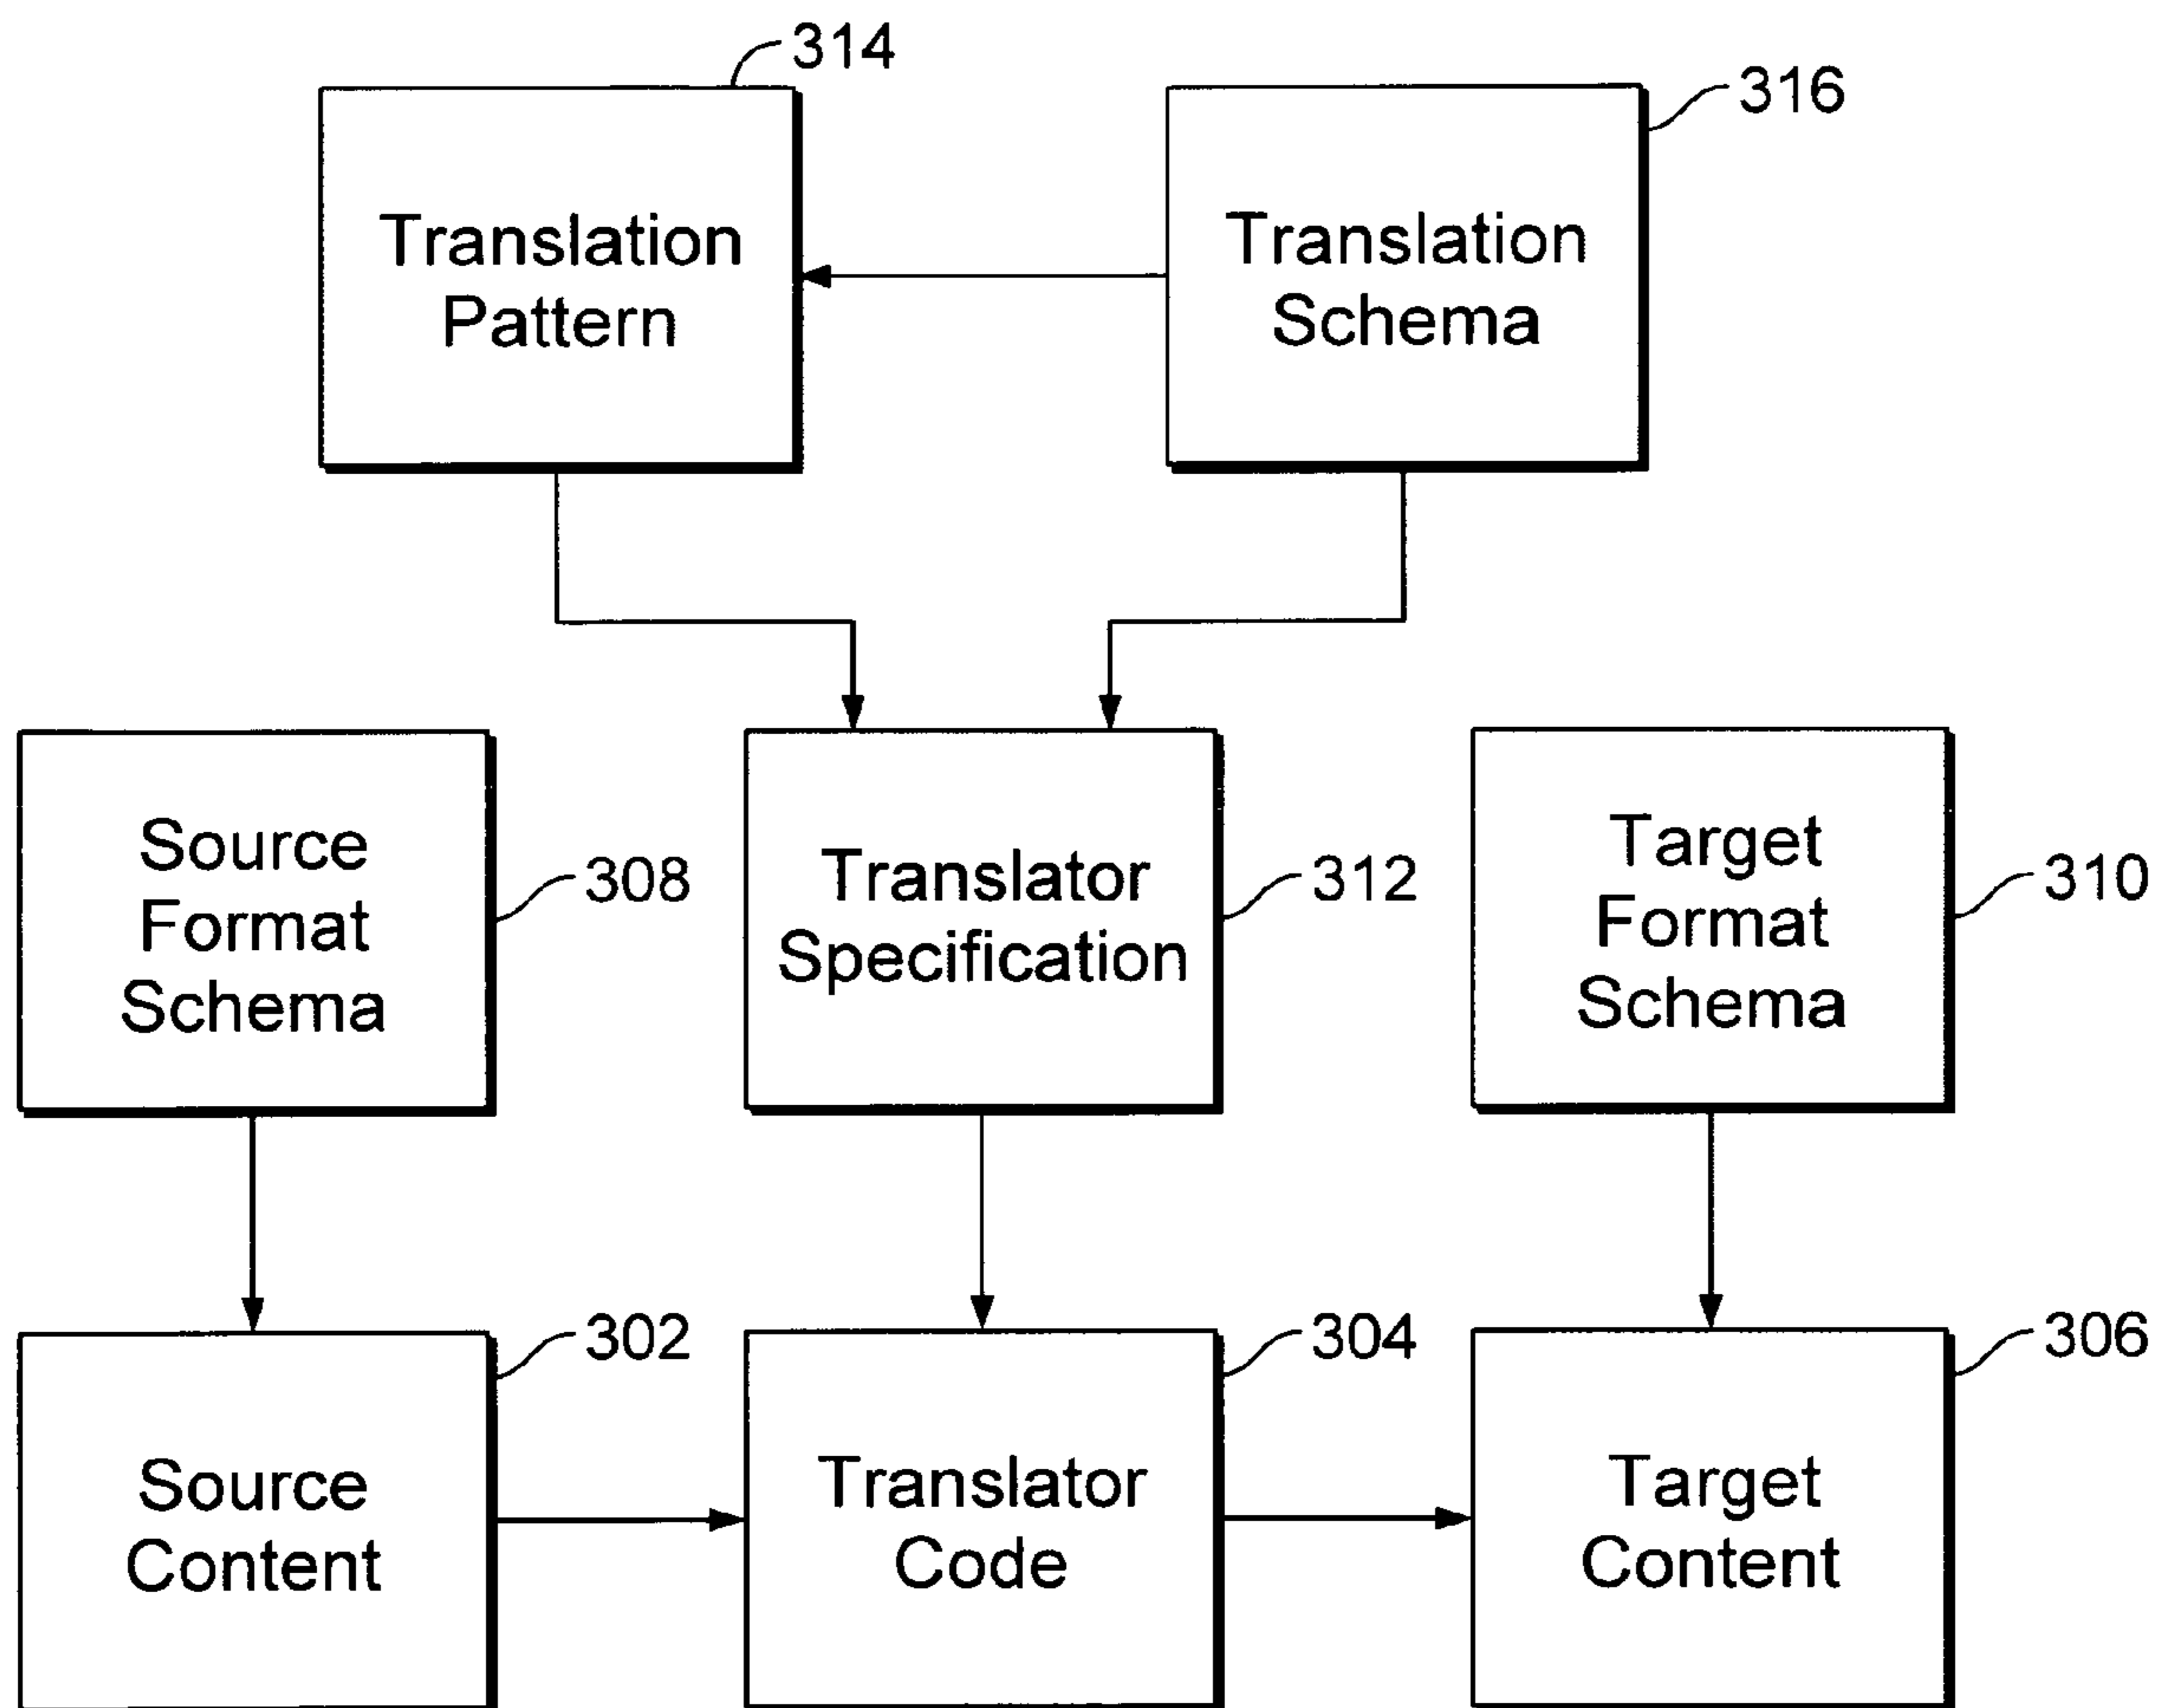 314
316
Translation
Pattern
Translation
Schema
Source
Format
Schema
308
Translator
Specification
312
Target
Format
Schema
310
302
304
306
Source
Content
Translator
Code
Target
Content